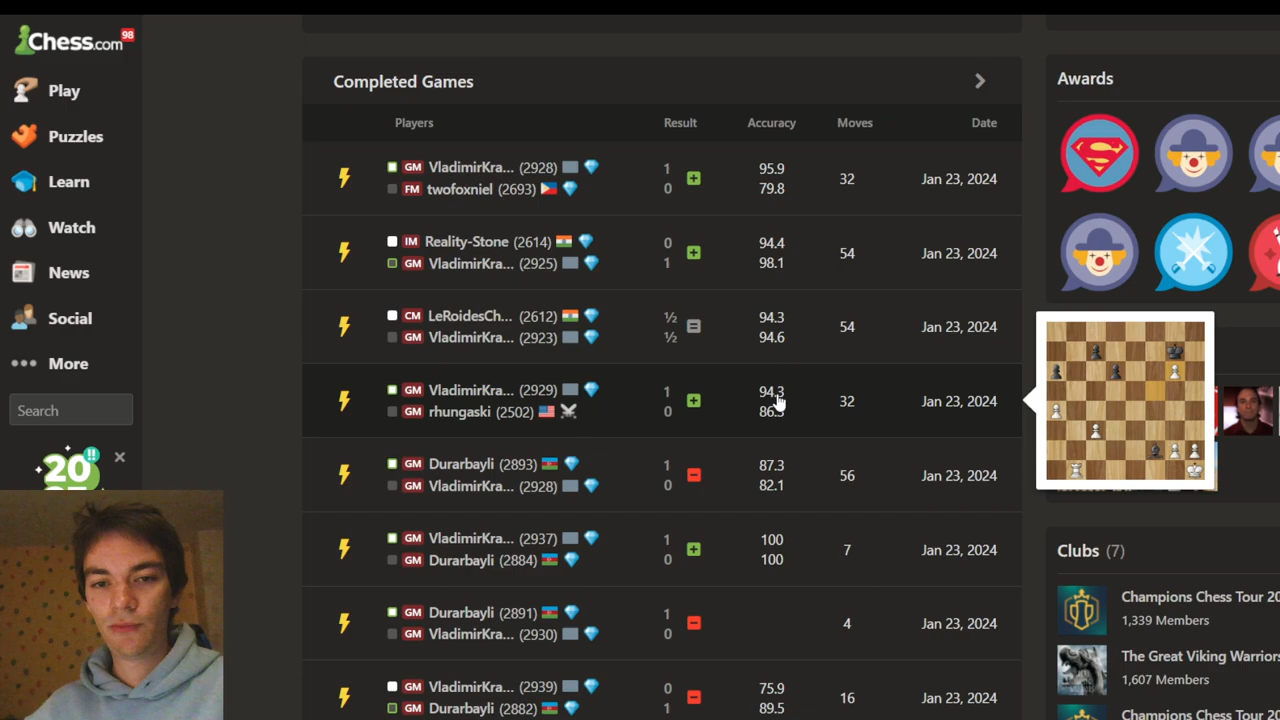 Chess.com 98
Play
Puzzles
Learn
Watch
News
Social
More
Search
20 !!
Completed Games
Players Result Accuracy Moves Date
GM VladimirKra... (2928) 1 95.9
FM twofoxniel (2693) 0 79.8
32 Jan 23, 2024
IM Reality-Stone (2614) 0 94.4
GM VladimirKra... (2925) 1 98.1
54 Jan 23, 2024
CM LeRoidesCh... (2612) ½ 94.3
GM VladimirKra... (2923) ½ 94.6
54 Jan 23, 2024
GM VladimirKra... (2929) 1 94.3
GM rhungaski (2502) 0
32 Jan 23, 2024
GM Durarbayli (2893) 1 87.3
GM VladimirKra... (2928) 0 82.1
56 Jan 23, 2024
GM VladimirKra... (2937) 1 100
GM Durarbayli (2884) 0 100
7 Jan 23, 2024
GM Durarbayli (2891) 1
GM VladimirKra... (2930) 0
4 Jan 23, 2024
GM VladimirKra... (2939) 0 75.9
GM Durarbayli (2882) 1 89.5
16 Jan 23, 2024
Awards
Clubs (7)
Champions Chess Tour 20
1,339 Members
The Great Viking Warriors
1,607 Members
Champions Chess Tour 20